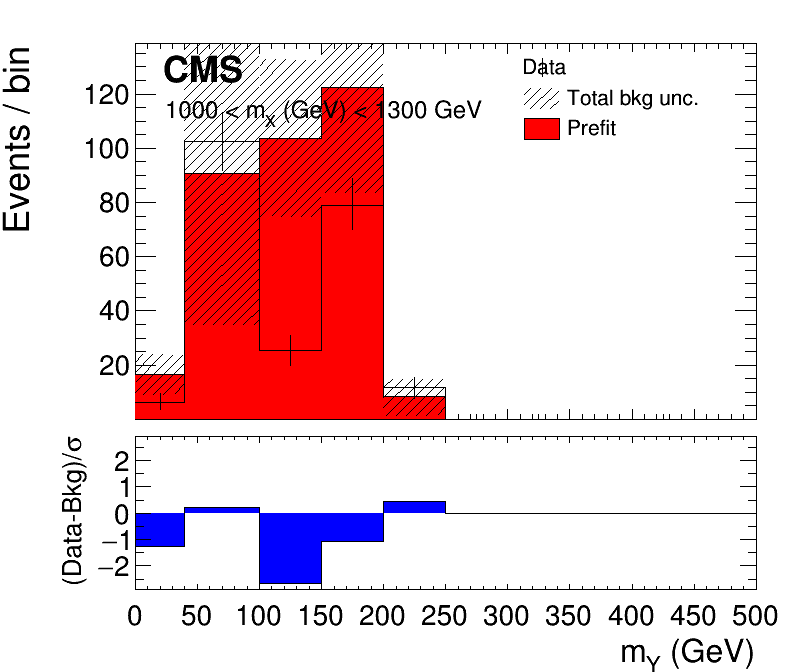 CMS
1000 < m_X (GeV) < 1300 GeV
Data
Total bkg unc.
Prefit
Events / bin
120
100
80
60
40
20
(Data-Bkg)/σ
2
1
0
−1
−2
0 50 100 150 200 250 300 350 400 450 500
m_Y (GeV)